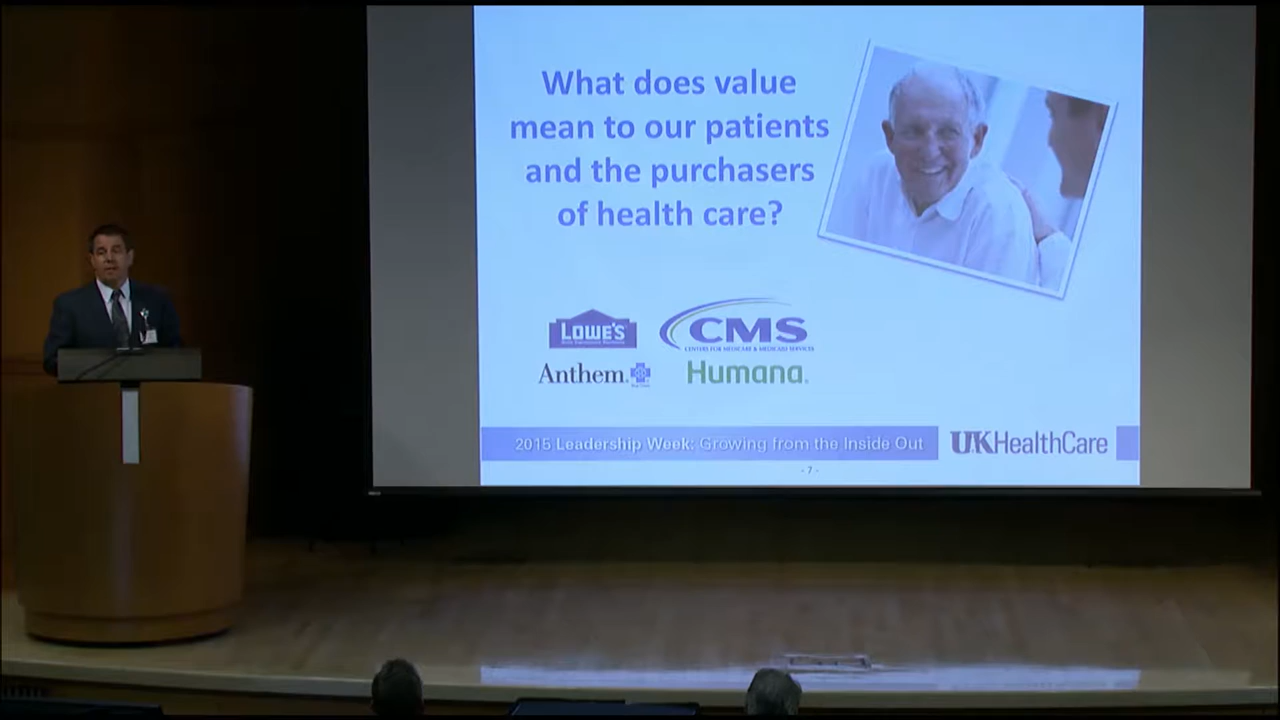 What does value
mean to our patients
and the purchasers
of health care?
LOWE'S
CMS
CENTERS FOR MEDICARE & MEDICAID SERVICES
Anthem.
Humana.
2015 Leadership Week: Growing from the Inside Out
UKHealthCare
- 7 -